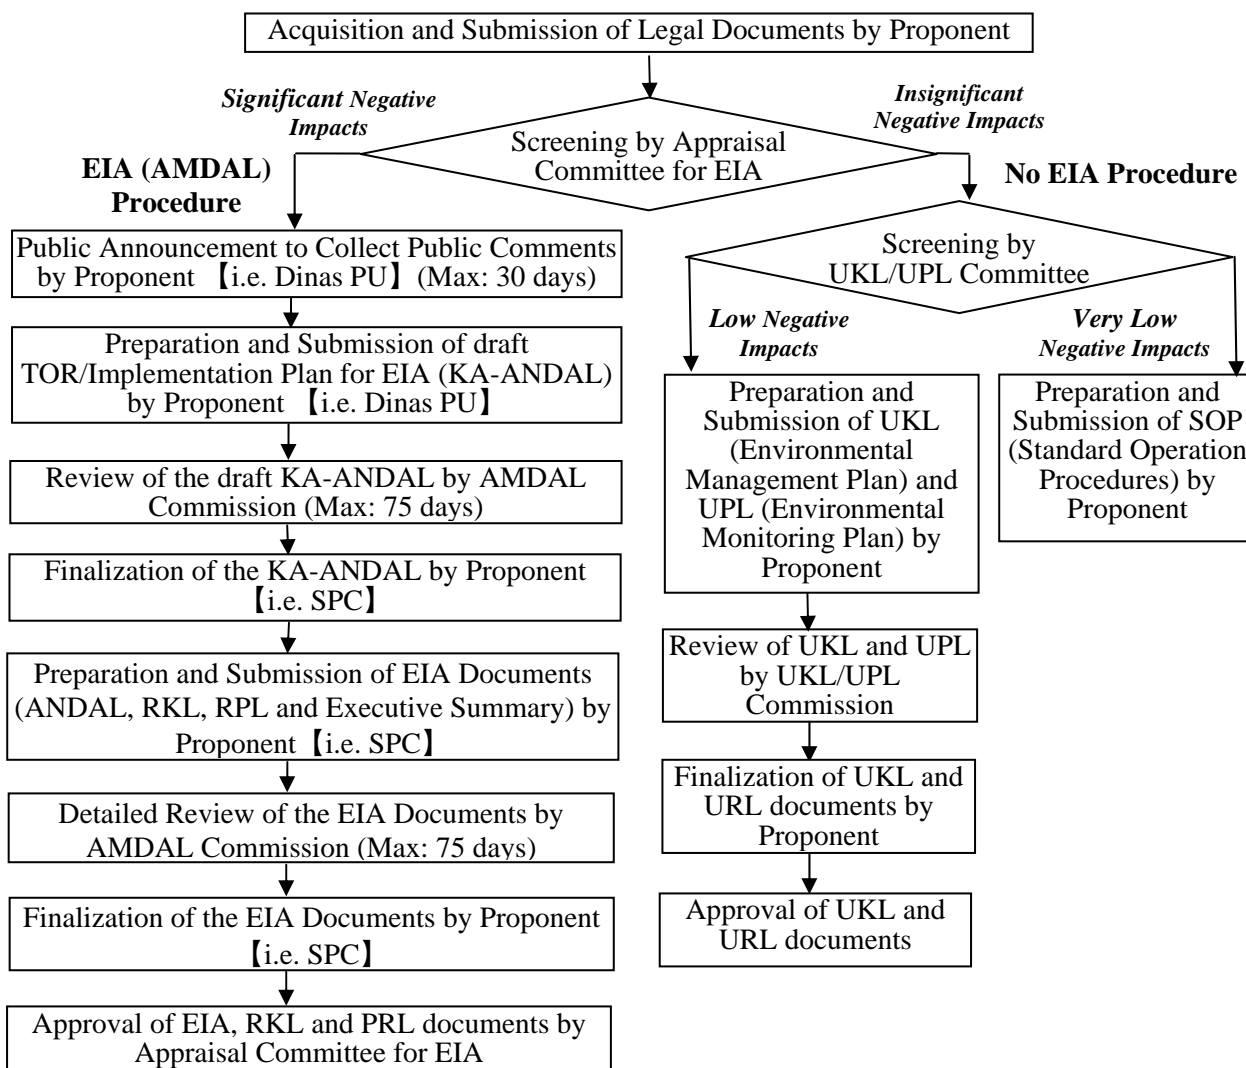 Acquisition and Submission of Legal Documents by Proponent
Significant Negative
Impacts
Insignificant
Negative Impacts
Screening by Appraisal
Committee for EIA
EIA (AMDAL)
Procedure
No EIA Procedure
Public Announcement to Collect Public Comments
by Proponent 【i.e. Dinas PU】(Max: 30 days)
Screening by
UKL/UPL Committee
Low Negative
Impacts
Very Low
Negative Impacts
Preparation and Submission of draft
TOR/Implementation Plan for EIA (KA-ANDAL)
by Proponent 【i.e. Dinas PU】
Review of the draft KA-ANDAL by AMDAL
Commission (Max: 75 days)
Finalization of the KA-ANDAL by Proponent
【i.e. SPC】
Preparation and Submission of EIA Documents
(ANDAL, RKL, RPL and Executive Summary) by
Proponent【i.e. SPC】
Detailed Review of the EIA Documents by
AMDAL Commission (Max: 75 days)
Finalization of the EIA Documents by Proponent
【i.e. SPC】
Approval of EIA, RKL and PRL documents by
Appraisal Committee for EIA
Preparation and
Submission of UKL
(Environmental
Management Plan) and
UPL (Environmental
Monitoring Plan) by
Proponent
Review of UKL and UPL
by UKL/UPL
Commission
Finalization of UKL and
URL documents by
Proponent
Approval of UKL and
URL documents
Preparation and
Submission of SOP
(Standard Operation
Procedures) by
Proponent